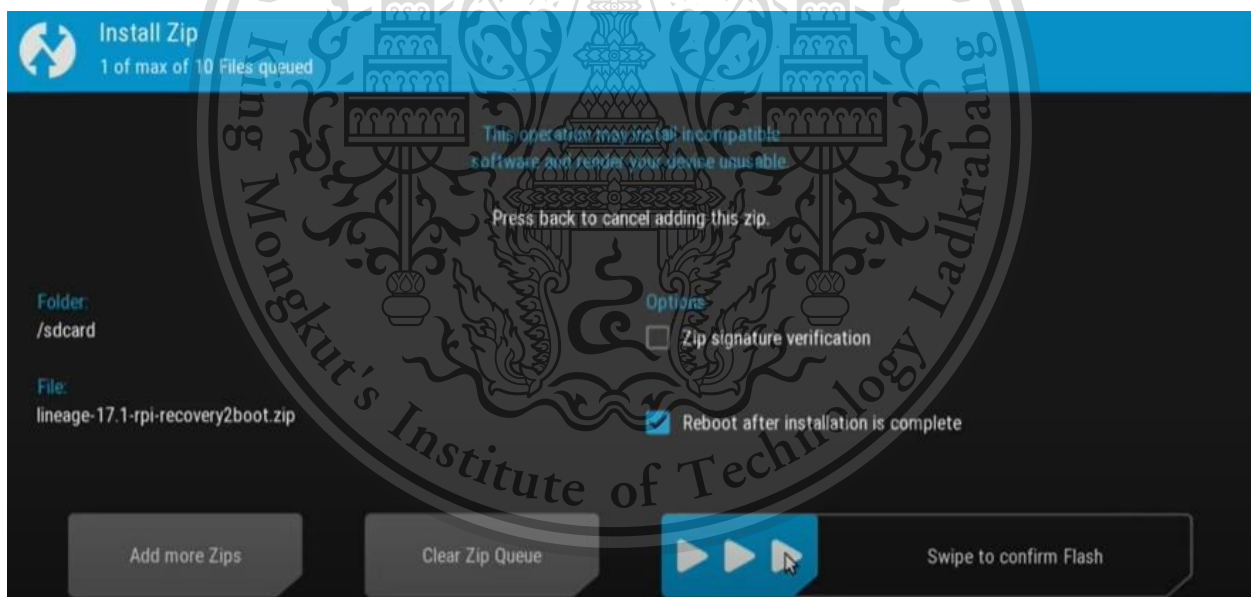 Install Zip
1 of max of 10 Files queued
This operation may install incompatible
software and render your device unusable.
Press back to cancel adding this zip.
Folder:
/sdcard
Options
Zip signature verification
File:
lineage-17.1-rpi-recovery2boot.zip
Reboot after installation is complete
Add more Zips
Clear Zip Queue
Swipe to confirm Flash
King Mongkut's Institute of Technology Ladkrabang